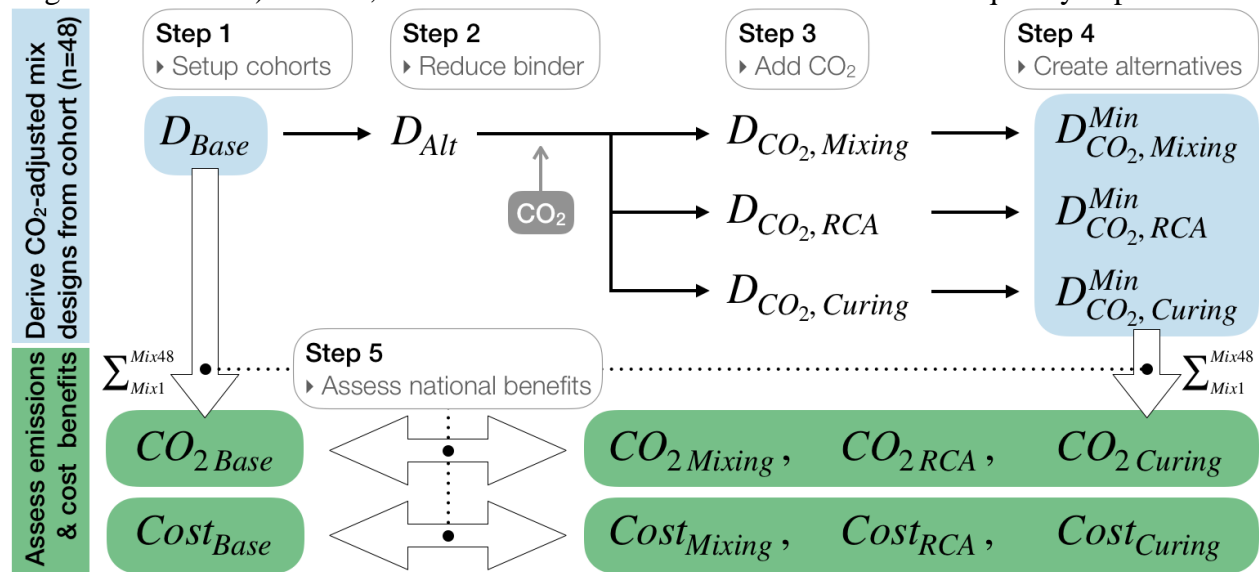 Step 1
▸ Setup cohorts
Step 2
▸ Reduce binder
Step 3
▸ Add CO₂
Step 4
▸ Create alternatives
Derive CO₂-adjusted mix
designs from cohort (n=48)
D_Base
D_Alt
CO₂
D_CO₂, Mixing
D^Min_CO₂, Mixing
D_CO₂, RCA
D^Min_CO₂, RCA
D_CO₂, Curing
D^Min_CO₂, Curing
Assess emissions
& cost benefits
∑^Mix48_Mix1
Step 5
▸ Assess national benefits
∑^Mix48_Mix1
CO₂ Base
CO₂ Mixing , CO₂ RCA , CO₂ Curing
Cost_Base
Cost_Mixing , Cost_RCA , Cost_Curing